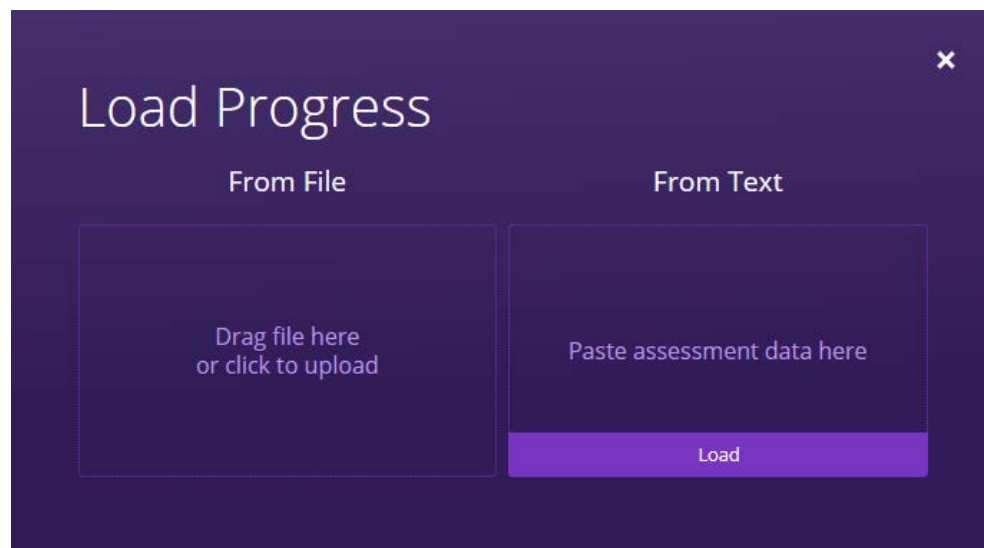 ×
Load Progress
From File
From Text
Drag file here
or click to upload
Paste assessment data here
Load